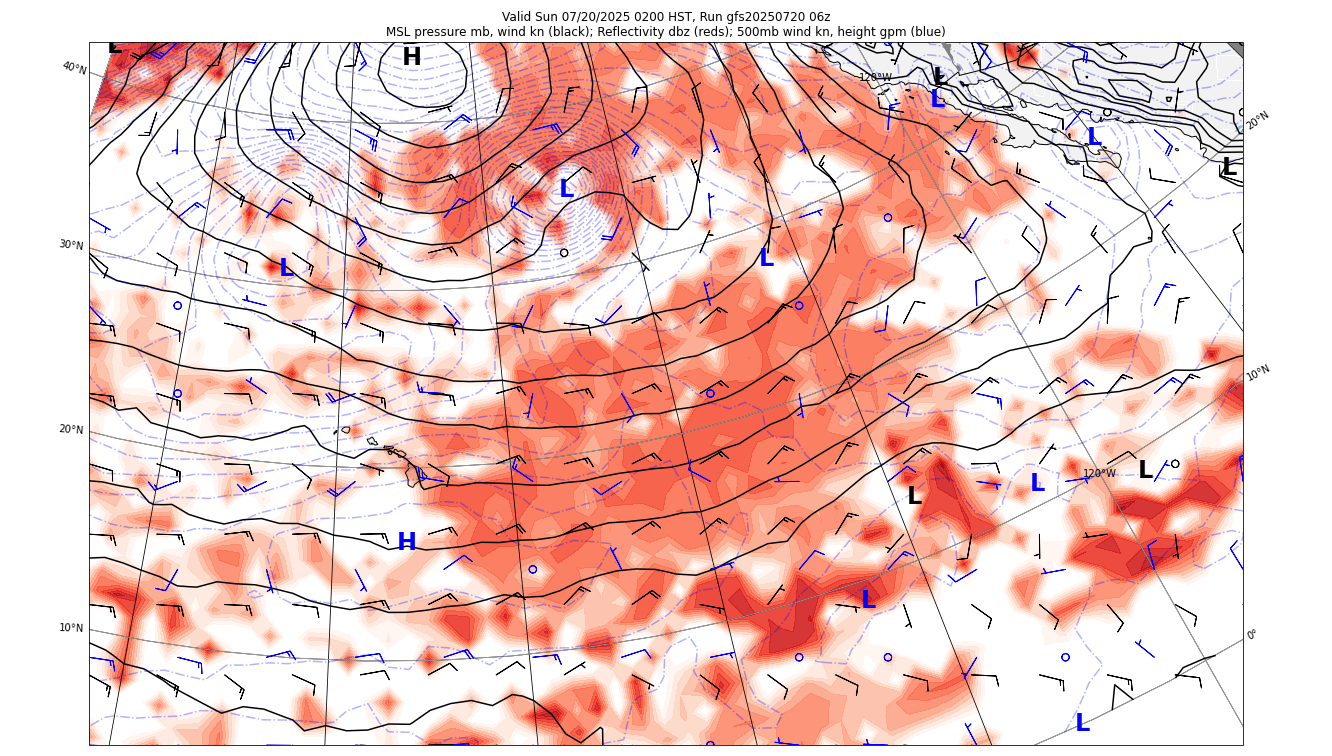 Valid Sun 07/20/2025 0200 HST, Run gfs20250720 06z
MSL pressure mb, wind kn (black); Reflectivity dbz (reds); 500mb wind kn, height gpm (blue)
L
H
40°N
120°W
L
L
20°N
L
L
L
30°N
L
L
10°N
20°N
120°W
L
L
L
H
L
10°N
0°
L